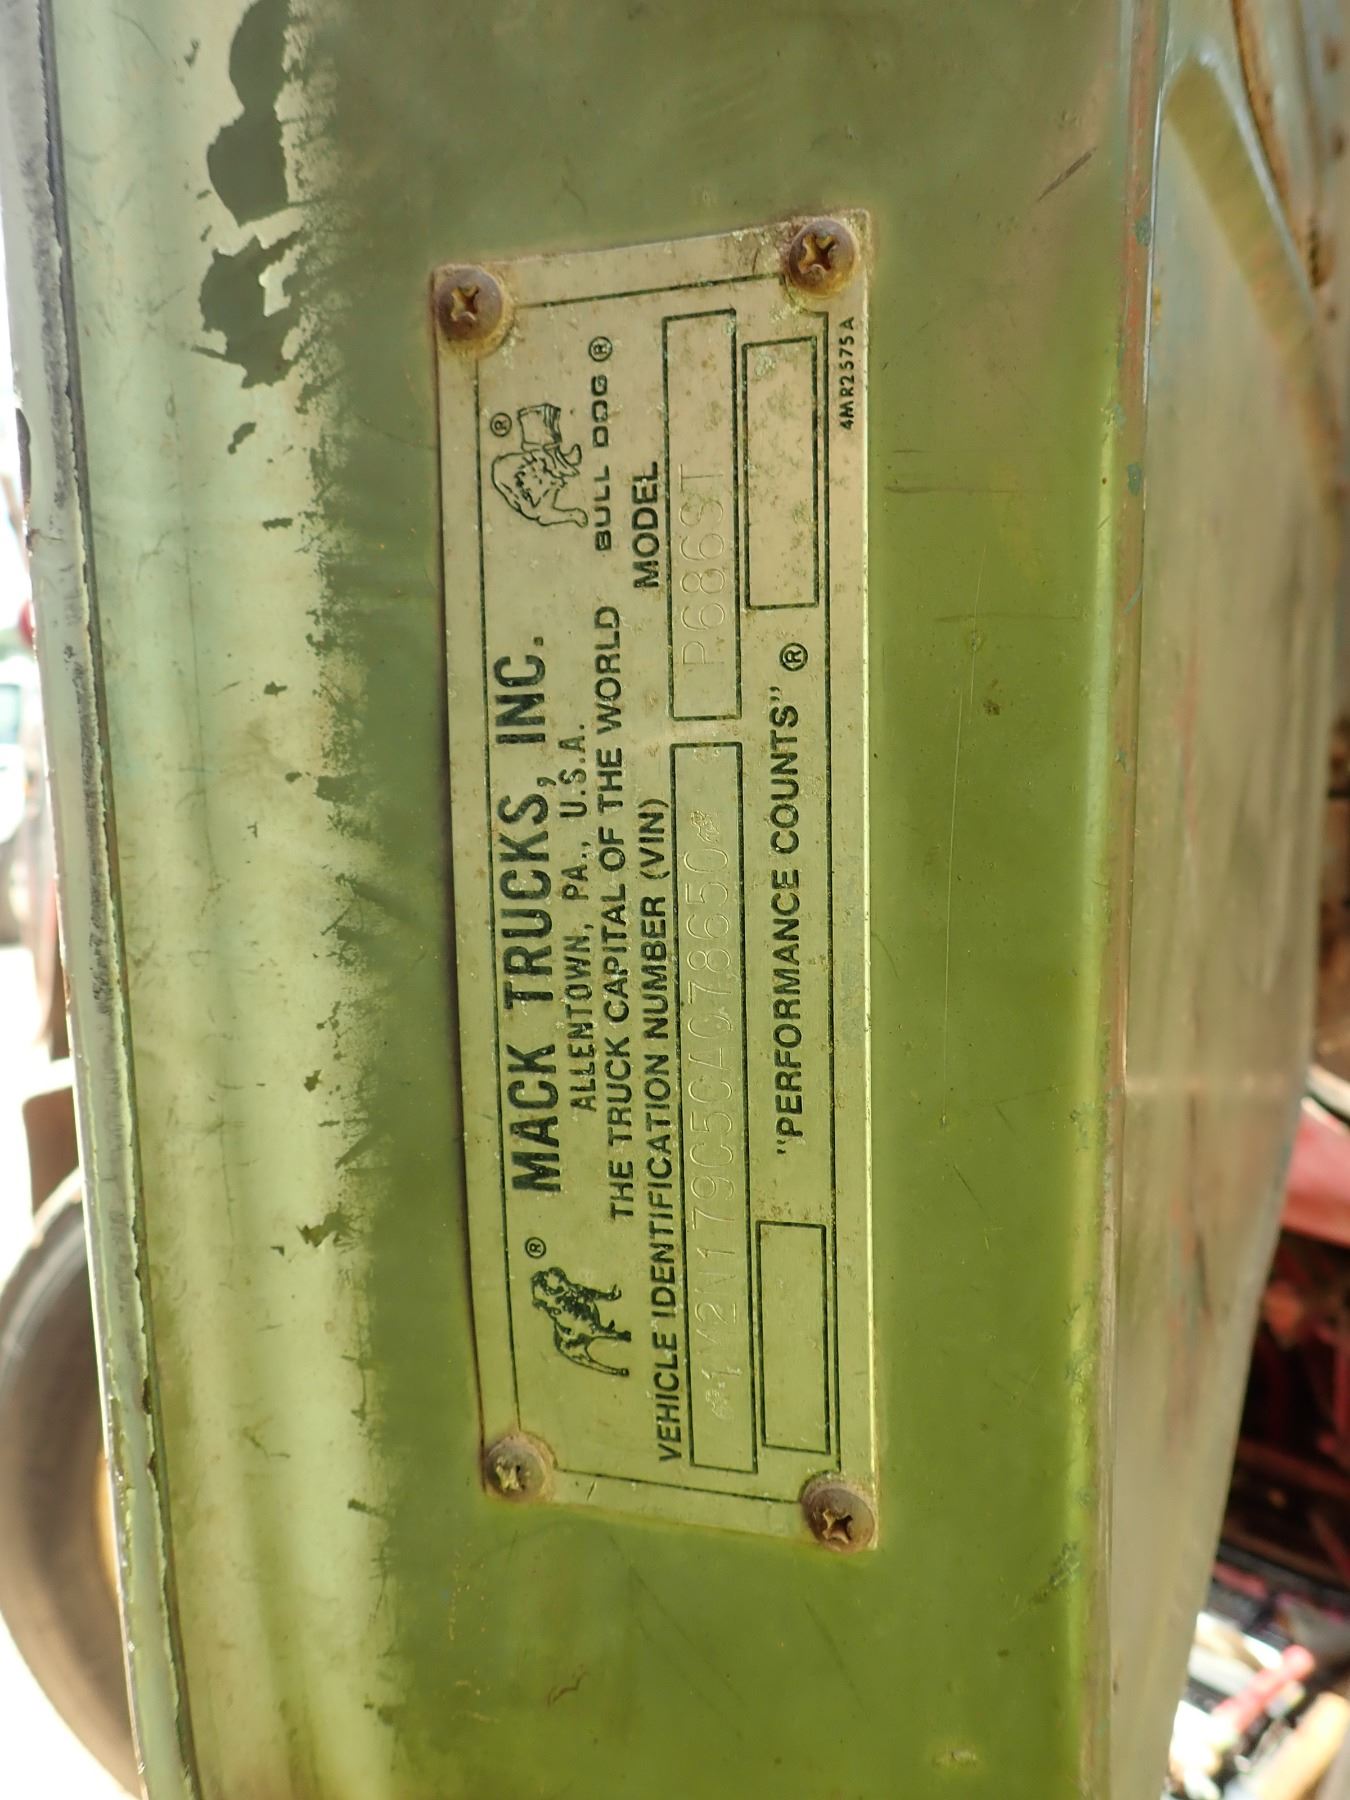 MACK TRUCKS, INC.
ALLENTOWN, PA., U.S.A.
THE TRUCK CAPITAL OF THE WORLD
BULL DOG ®
VEHICLE IDENTIFICATION NUMBER (VIN)
MODEL
*1M2N179C5CA078650*
P686ST
"PERFORMANCE COUNTS" ®
4MR2575A